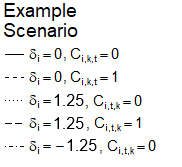 Example
Scenario
δi=0, Ci,k,t=0
δi=0, Ci,k,t=1
δi=1.25, Ci,t,k=0
δi=1.25, Ci,t,k=1
δi=−1.25, Ci,t,k=0